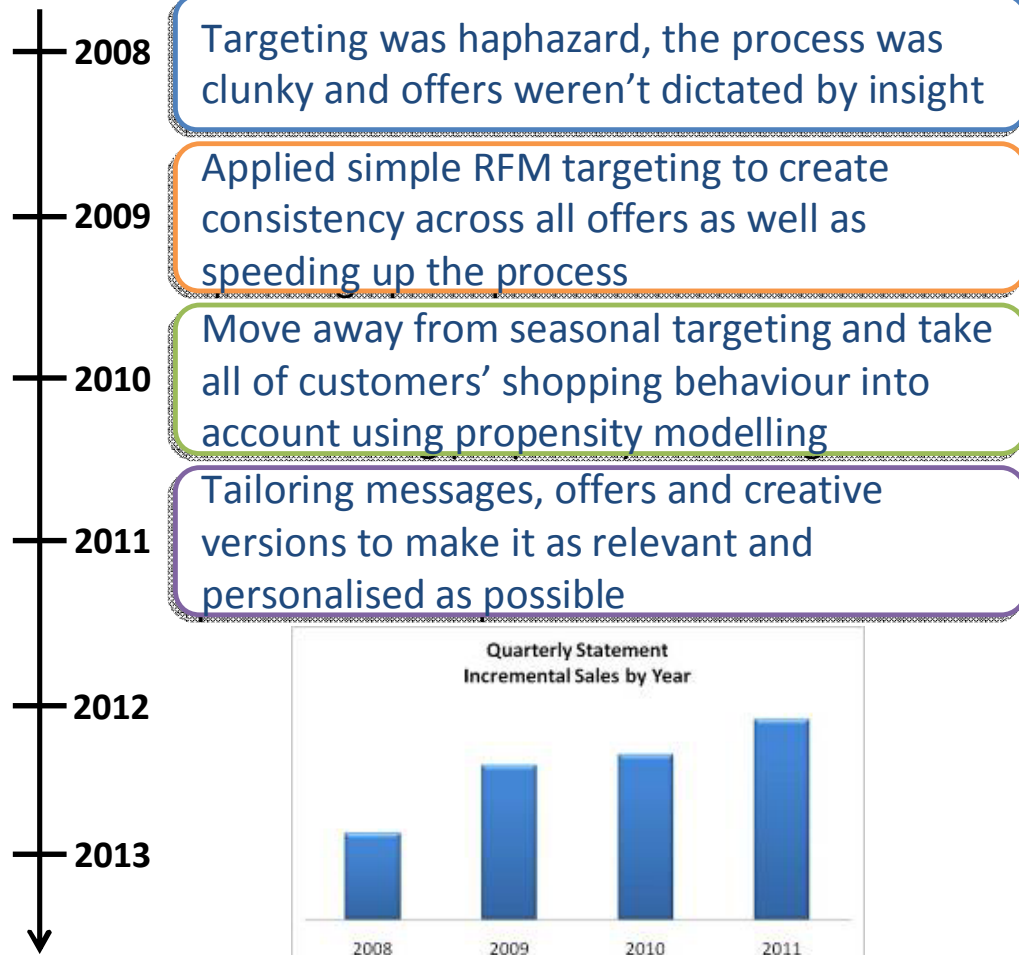 2008
Targeting was haphazard, the process was
clunky and offers weren’t dictated by insight
2009
Applied simple RFM targeting to create
consistency across all offers as well as
speeding up the process
2010
Move away from seasonal targeting and take
all of customers’ shopping behaviour into
account using propensity modelling
2011
Tailoring messages, offers and creative
versions to make it as relevant and
personalised as possible
2012
2013
Quarterly Statement
Incremental Sales by Year
2008 2009 2010 2011